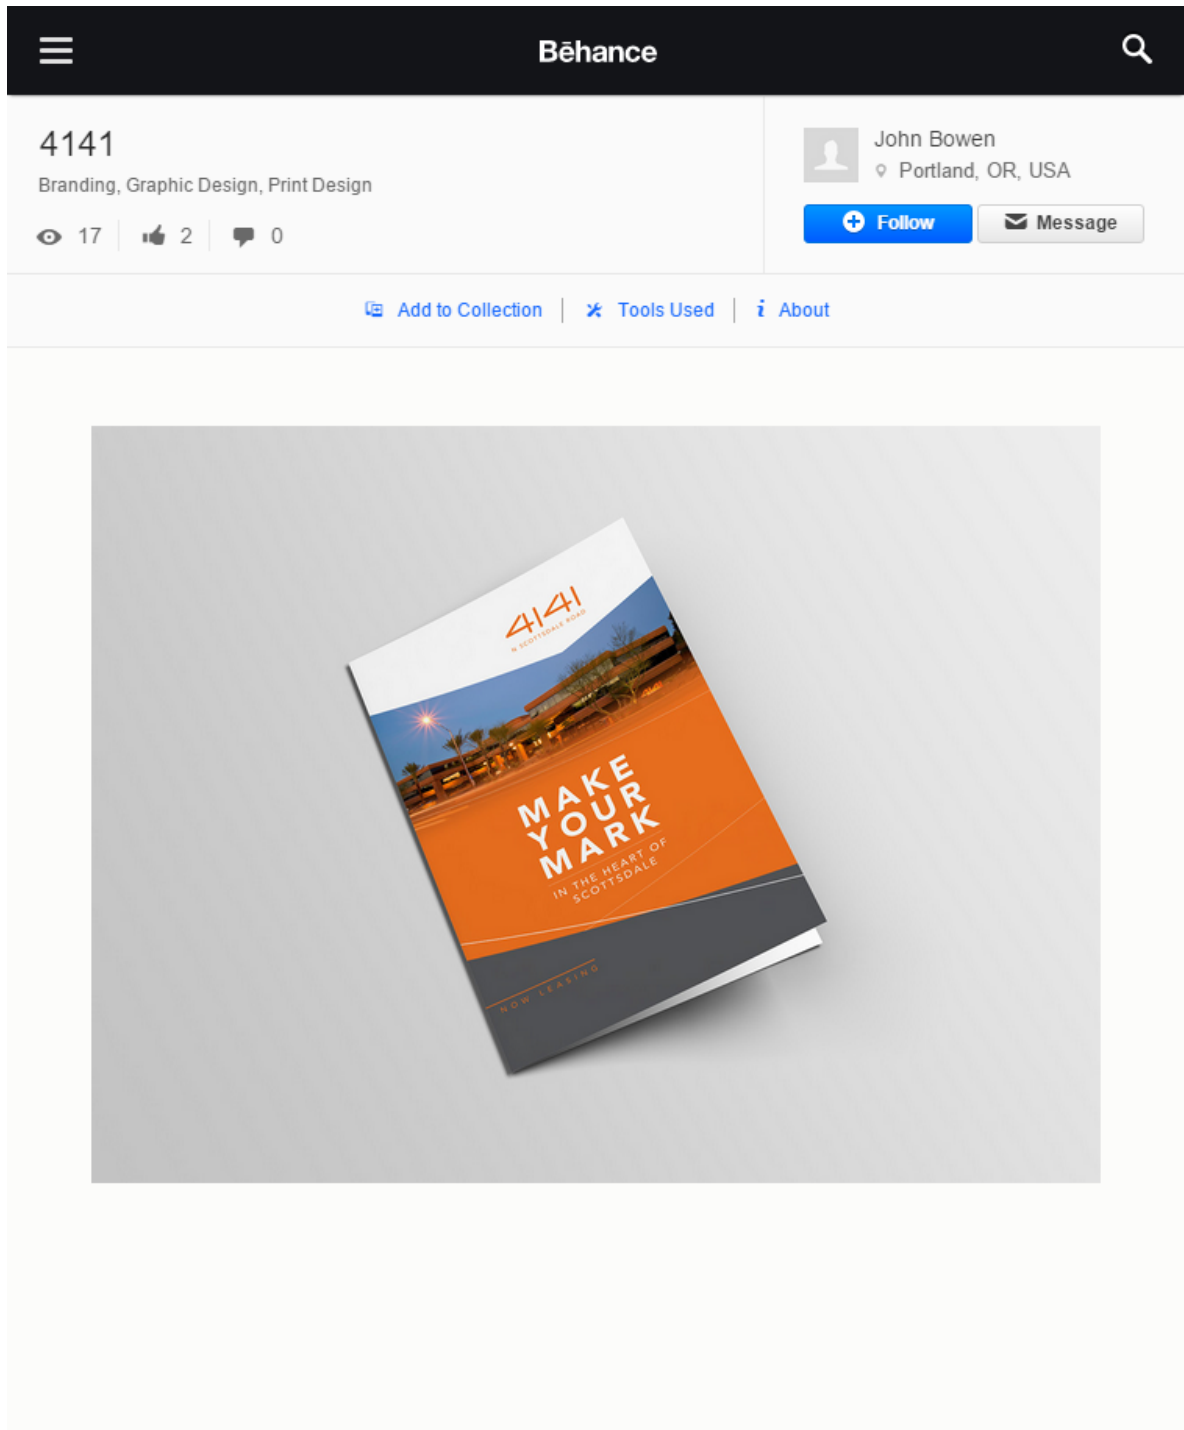 Bēhance
4141
Branding, Graphic Design, Print Design
17 2 0
John Bowen
Portland, OR, USA
Follow Message
Add to Collection Tools Used About
4141
N SCOTTSDALE ROAD
4141
MAKE
YOUR
MARK
IN THE HEART OF
SCOTTSDALE
NOW LEASING